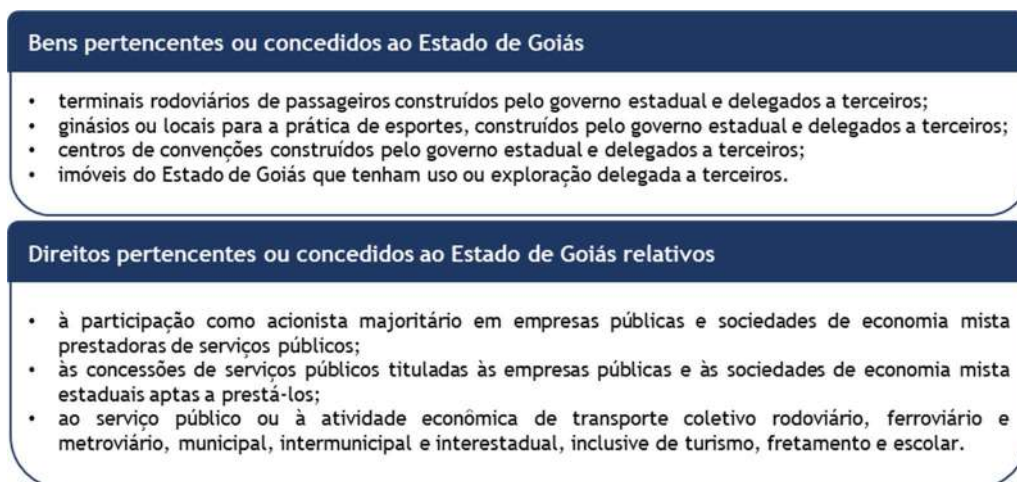 Bens pertencentes ou concedidos ao Estado de Goiás
• terminais rodoviários de passageiros construídos pelo governo estadual e delegados a terceiros;
• ginásios ou locais para a prática de esportes, construídos pelo governo estadual e delegados a terceiros;
• centros de convenções construídos pelo governo estadual e delegados a terceiros;
• imóveis do Estado de Goiás que tenham uso ou exploração delegada a terceiros.
Direitos pertencentes ou concedidos ao Estado de Goiás relativos
• à participação como acionista majoritário em empresas públicas e sociedades de economia mista
prestadoras de serviços públicos;
• às concessões de serviços públicos tituladas às empresas públicas e às sociedades de economia mista
estaduais aptas a prestá-los;
• ao serviço público ou à atividade econômica de transporte coletivo rodoviário, ferroviário e
metroviário, municipal, intermunicipal e interestadual, inclusive de turismo, fretamento e escolar.